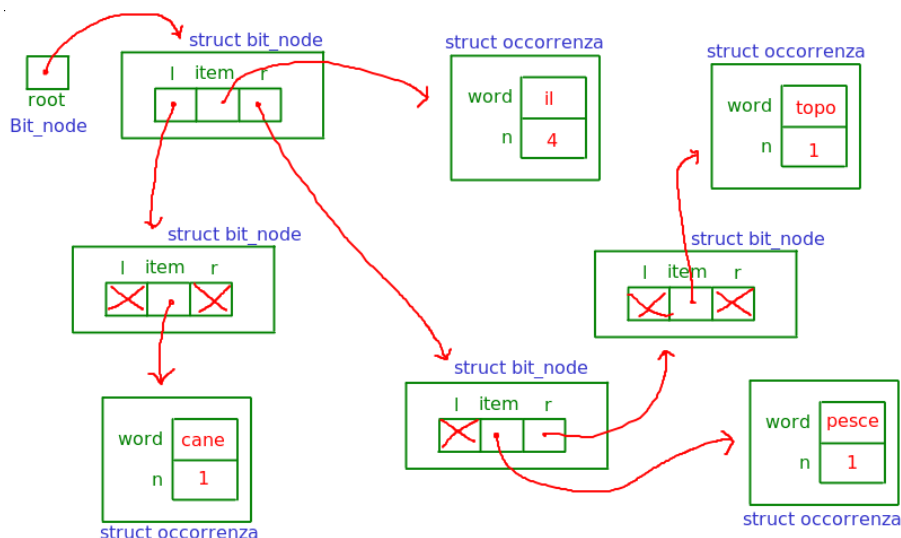 struct bit_node
l item r
root
Bit_node
struct occorrenza
word il
n 4
struct occorrenza
word topo
n 1
struct bit_node
l item r
struct bit_node
l item r
struct bit_node
l item r
word cane
n 1
struct occorrenza
word pesce
n 1
struct occorrenza